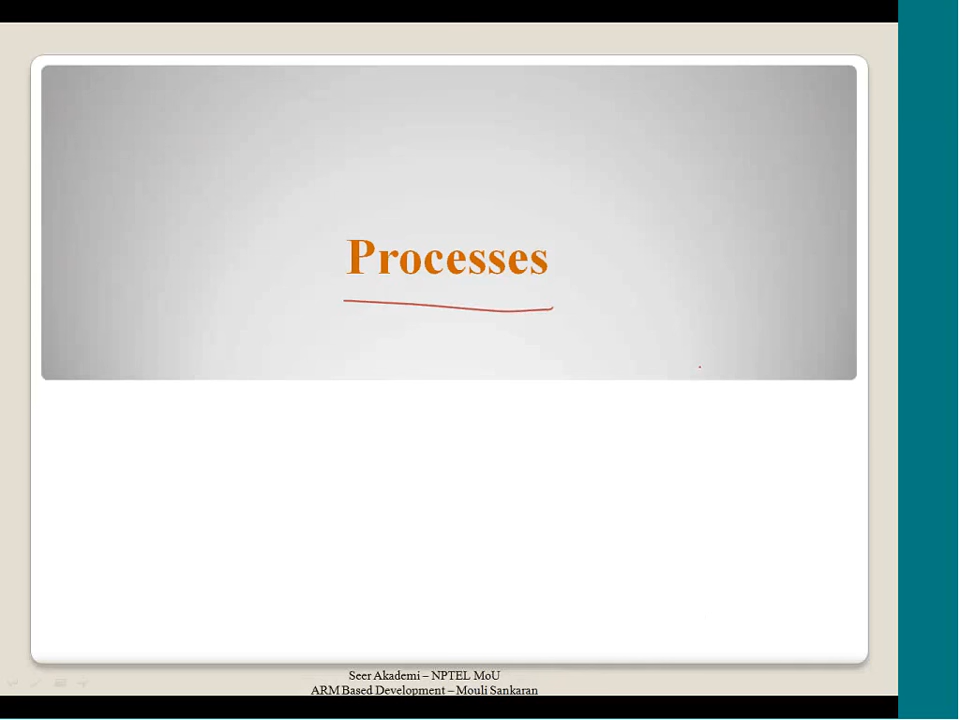 Processes
Seer Akademi – NPTEL MoU
ARM Based Development – Mouli Sankaran